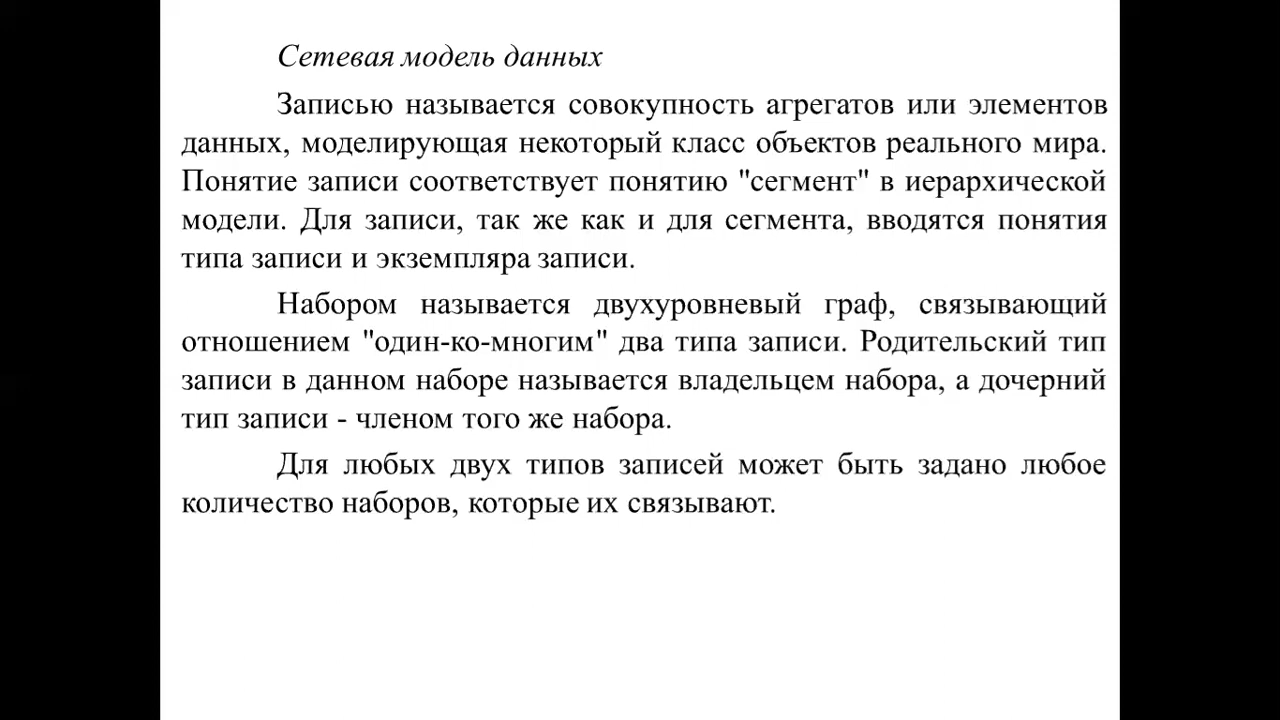 Сетевая модель данных
Записью называется совокупность агрегатов или элементов
данных, моделирующая некоторый класс объектов реального мира.
Понятие записи соответствует понятию "сегмент" в иерархической
модели. Для записи, так же как и для сегмента, вводятся понятия
типа записи и экземпляра записи.
Набором называется двухуровневый граф, связывающий
отношением "один-ко-многим" два типа записи. Родительский тип
записи в данном наборе называется владельцем набора, а дочерний
тип записи - членом того же набора.
Для любых двух типов записей может быть задано любое
количество наборов, которые их связывают.